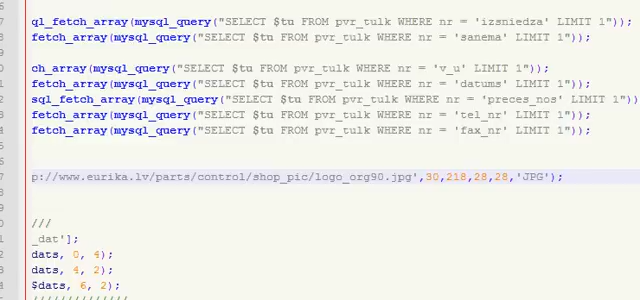 ql_fetch_array(mysql_query("SELECT $tu FROM pvr_tulk WHERE nr = 'izsniedza' LIMIT 1"));
fetch_array(mysql_query("SELECT $tu FROM pvr_tulk WHERE nr = 'sanema' LIMIT 1"));
ch_array(mysql_query("SELECT $tu FROM pvr_tulk WHERE nr = 'v_u' LIMIT 1"));
fetch_array(mysql_query("SELECT $tu FROM pvr_tulk WHERE nr = 'datums' LIMIT 1"));
sql_fetch_array(mysql_query("SELECT $tu FROM pvr_tulk WHERE nr = 'preces_nos' LIMIT 1"))
fetch_array(mysql_query("SELECT $tu FROM pvr_tulk WHERE nr = 'tel_nr' LIMIT 1"));
fetch_array(mysql_query("SELECT $tu FROM pvr_tulk WHERE nr = 'fax_nr' LIMIT 1"));
p://www.eurika.lv/parts/control/shop_pic/logo_org90.jpg',30,218,28,28,'JPG');
///
_dat'];
dats, 0, 4);
dats, 4, 2);
$dats, 6, 2);